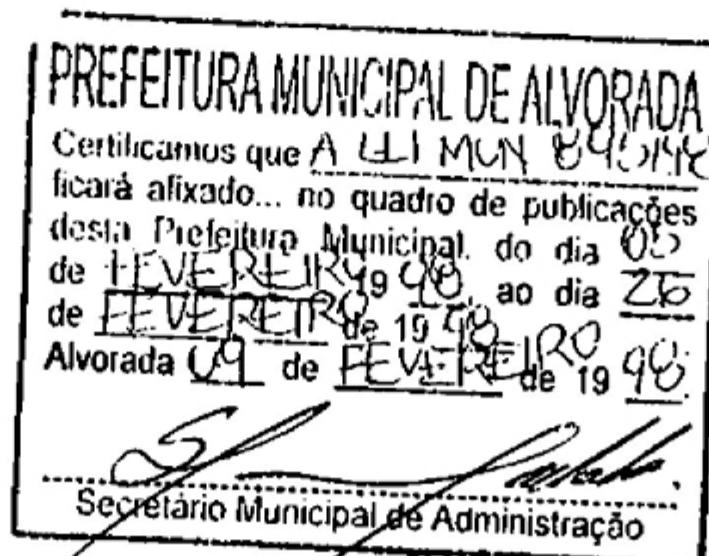 PREFEITURA MUNICIPAL DE ALVORADA
Certificamos que A LEI MUN
ficará afixado... no quadro de publicações
desta Prefeitura Municipal. do dia
de FEVEREIRO 19 98 ao dia 26
de FEVEREIRO de 19 98
Alvorada 09 de FEVEREIRO de 19 98
Secretário Municipal de Administração